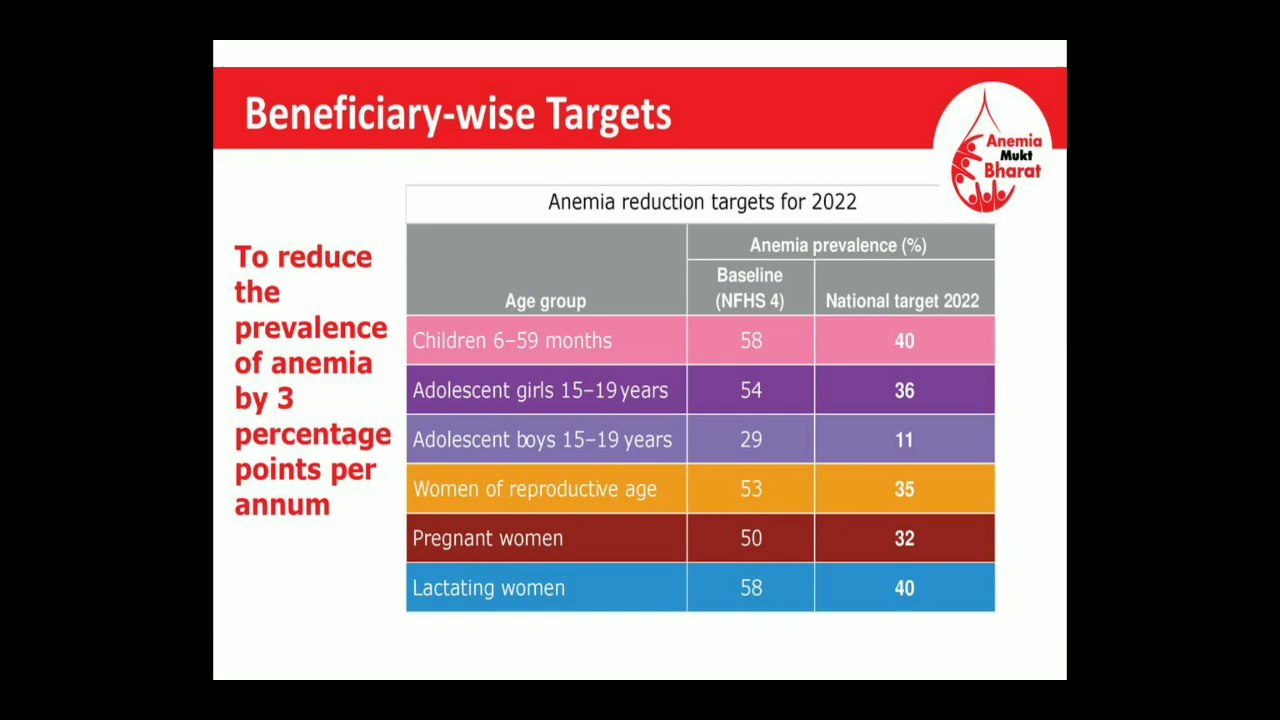 Beneficiary-wise Targets
Anemia
Mukt
Bharat
To reduce
the
prevalence
of anemia
by 3
percentage
points per
annum
Anemia reduction targets for 2022
Anemia prevalence (%)
Age group
Baseline
(NFHS 4)
National target 2022
Children 6–59 months 58 40
Adolescent girls 15–19 years 54 36
Adolescent boys 15–19 years 29 11
Women of reproductive age 53 35
Pregnant women 50 32
Lactating women 58 40